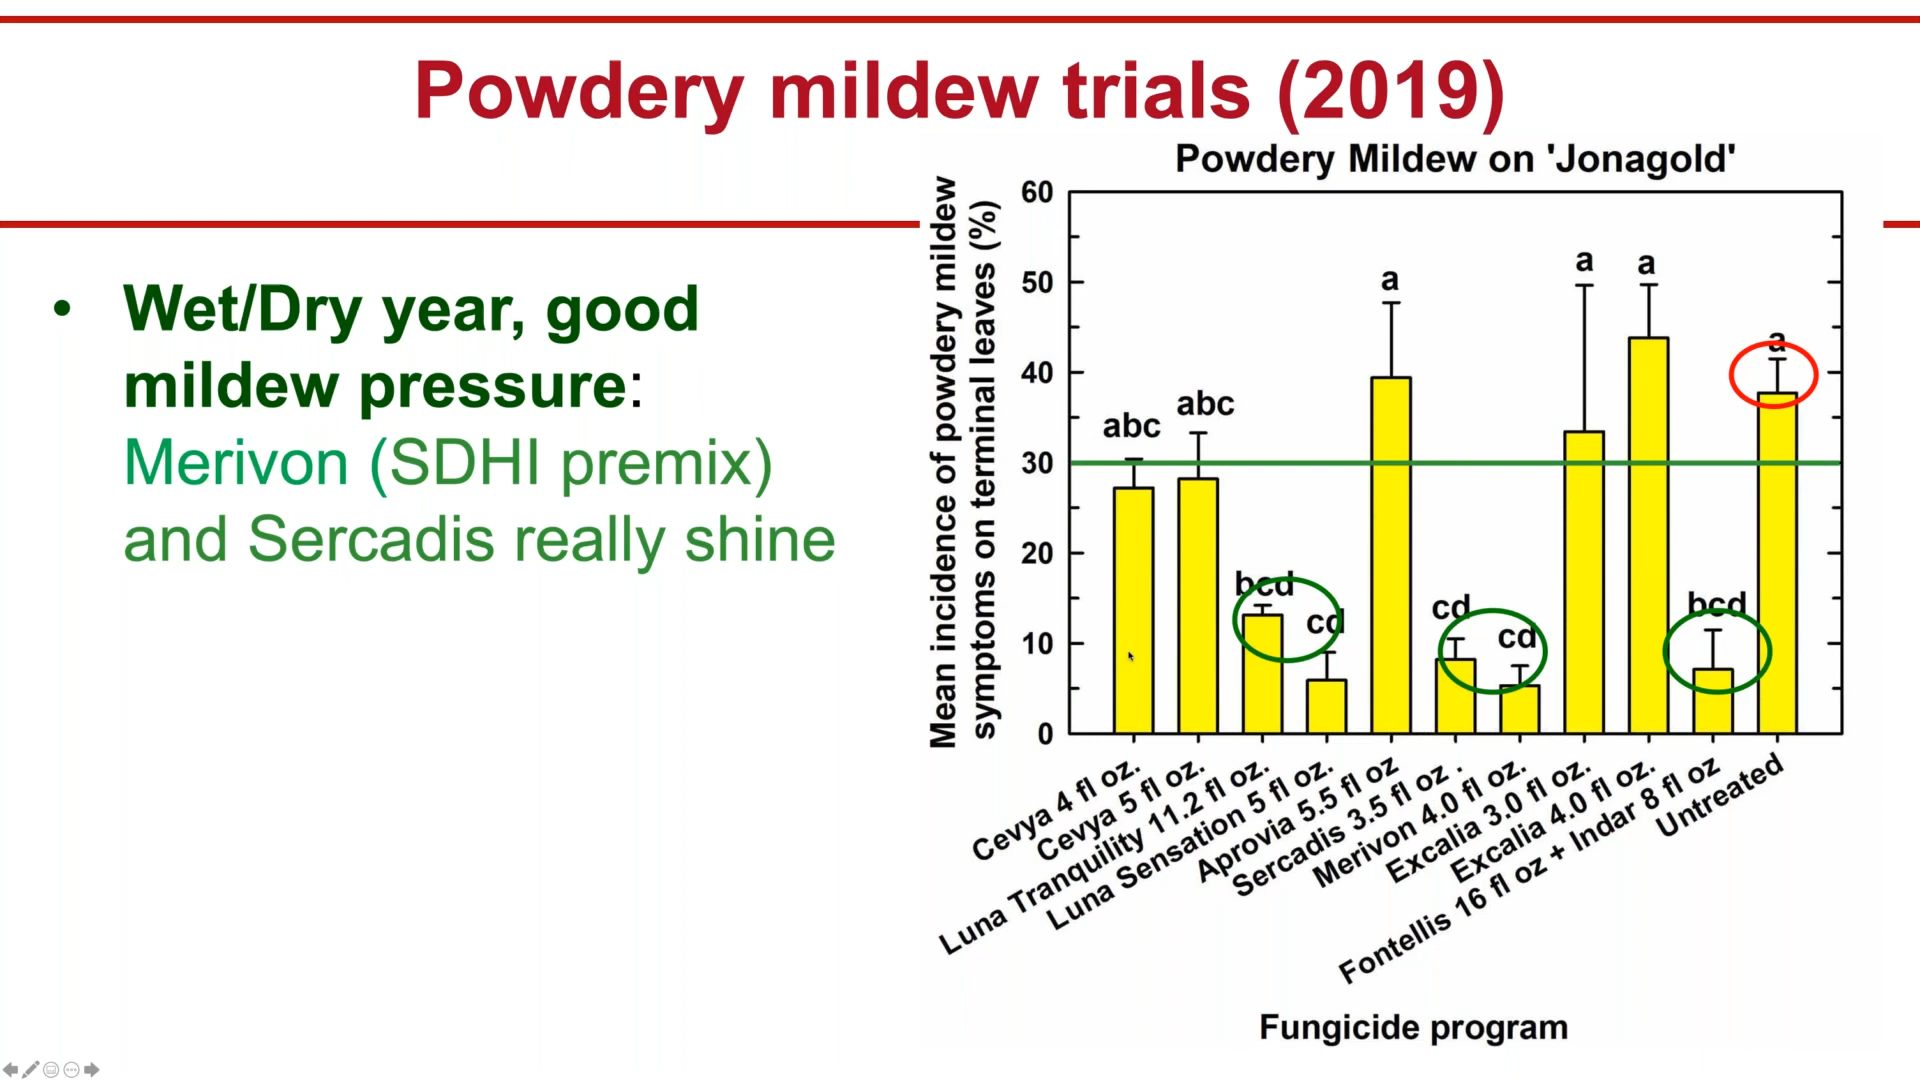 Powdery mildew trials (2019)
• Wet/Dry year, good
mildew pressure:
Merivon (SDHI premix)
and Sercadis really shine
Powdery Mildew on 'Jonagold'
Mean incidence of powdery mildew
symptoms on terminal leaves (%)
60
50
40
30
20
10
0
abc
abc
bcd
cd
a
cd
cd
a
a
bcd
a
Cevya 4 fl oz.
Cevya 5 fl oz.
Luna Tranquility 11.2 fl oz.
Luna Sensation 5 fl oz.
Aprovia 5.5 fl oz
Sercadis 3.5 fl oz .
Merivon 4.0 fl oz.
Excalia 3.0 fl oz.
Excalia 4.0 fl oz.
Fontellis 16 fl oz + Indar 8 fl oz
Untreated
Fungicide program